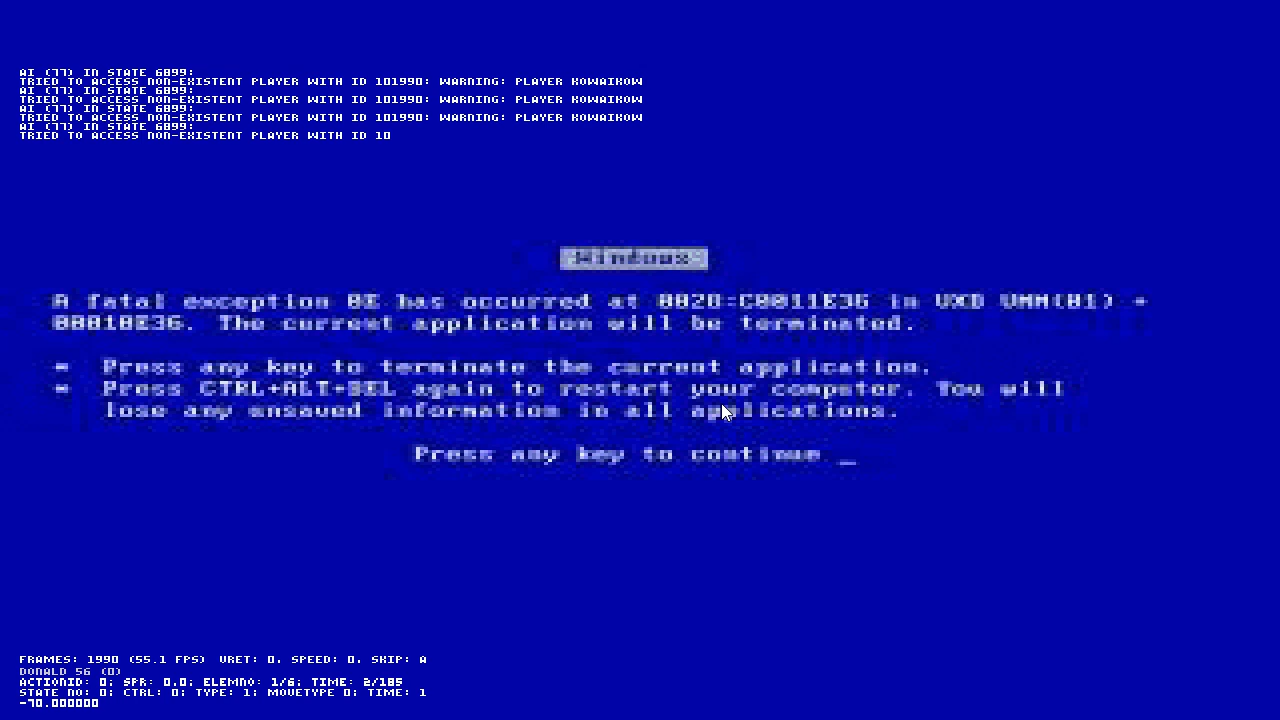 AI (77) IN STATE 6899:
TRIED TO ACCESS NON-EXISTENT PLAYER WITH ID 101990: WARNING: PLAYER KOWAIKOW
AI (77) IN STATE 6899:
TRIED TO ACCESS NON-EXISTENT PLAYER WITH ID 101990: WARNING: PLAYER KOWAIKOW
AI (77) IN STATE 6899:
TRIED TO ACCESS NON-EXISTENT PLAYER WITH ID 101990: WARNING: PLAYER KOWAIKOW
AI (77) IN STATE 6899:
TRIED TO ACCESS NON-EXISTENT PLAYER WITH ID 10
Windows
A fatal exception 0E has occurred at 0028:C0011E36 in VXD VMM(01) +
00010E36. The current application will be terminated.
* Press any key to terminate the current application.
* Press CTRL+ALT+DEL again to restart your computer. You will
lose any unsaved information in all applications.
Press any key to continue _
FRAMES: 1990 (55.1 FPS) VRET: 0. SPEED: 0. SKIP: A
DONALD 56 (0)
ACTIONID: 0; SPR: 0.0; ELEMNO: 1/6; TIME: 2/185
STATE NO: 0; CTRL: 0; TYPE: 1; MOVETYPE 0; TIME: 1
-70.000000